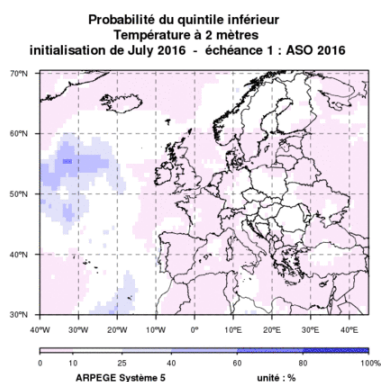 Probabilité du quintile inférieur
Température à 2 mètres
initialisation de July 2016 - échéance 1 : ASO 2016
70°N
60°N
50°N
40°N
30°N
40°W 30°W 20°W 10°W 0° 10°E 20°E 30°E 40°E
0 10 25 40 60 80 100%
ARPEGE Système 5 unité : %